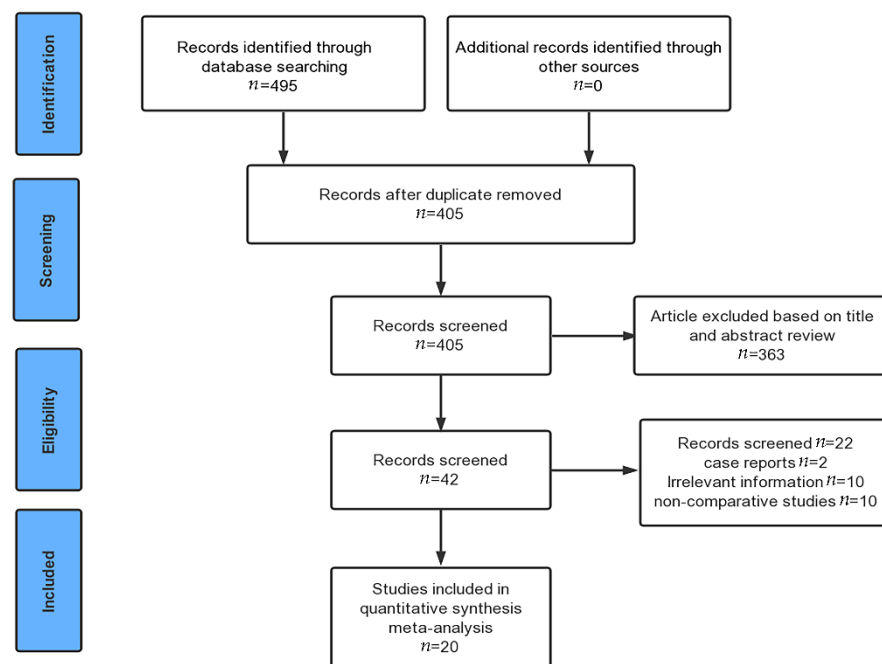 Identification
Records identified through
database searching
n=495
Additional records identified through
other sources
n=0
Screening
Records after duplicate removed
n=405
Records screened
n=405
Article excluded based on title
and abstract review
n=363
Eligibility
Records screened
n=42
Records screened n=22
case reports n=2
Irrelevant information n=10
non-comparative studies n=10
Included
Studies included in
quantitative synthesis
meta-analysis
n=20